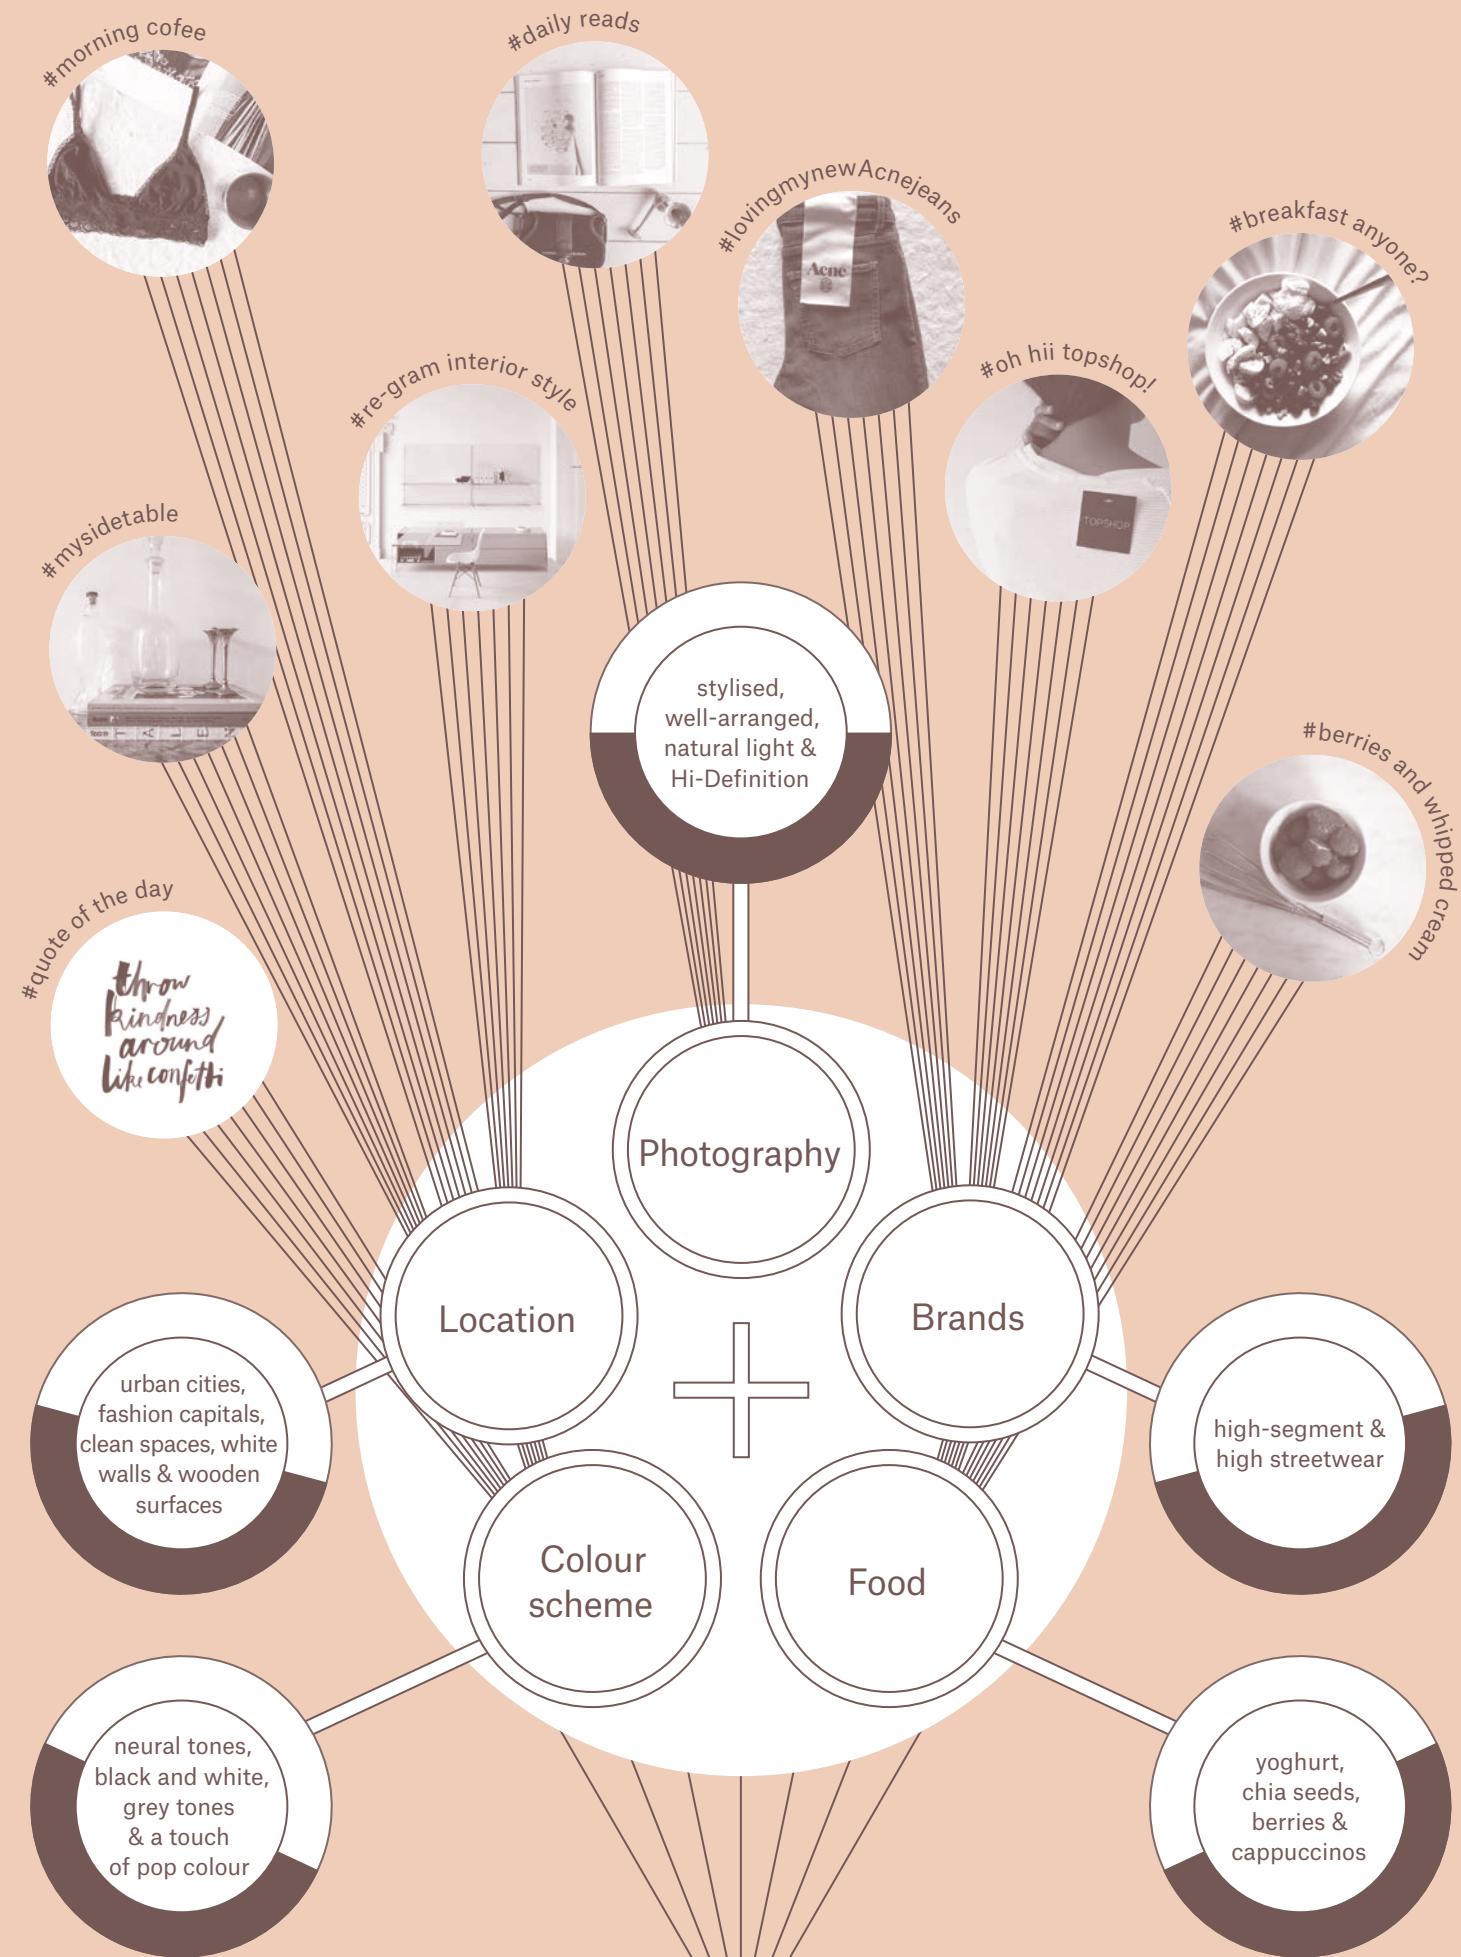 #morning cofee
#daily reads
#lovingmynewAcnejeans
Acne
#breakfast anyone?
#re-gram interior style
#oh hii topshop!
TOPSHOP
#mysidetable
stylised,
well-arranged,
natural light &
Hi-Definition
#berries and whipped cream
#quote of the day
throw
kindness
around
like confetti
Photography
Location
Brands
urban cities,
fashion capitals,
clean spaces, white
walls & wooden
surfaces
high-segment &
high streetwear
Colour
scheme
Food
neural tones,
black and white,
grey tones
& a touch
of pop colour
yoghurt,
chia seeds,
berries &
cappuccinos